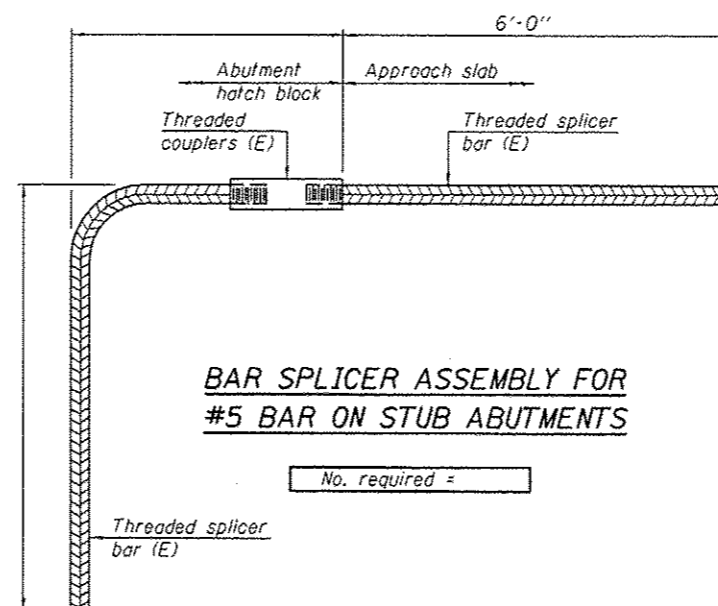 6'-0"
Abutment
hatch block
Approach slab
Threaded
couplers (E)
Threaded splicer
bar (E)
BAR SPLICER ASSEMBLY FOR
#5 BAR ON STUB ABUTMENTS
No. required =
Threaded splicer
bar (E)